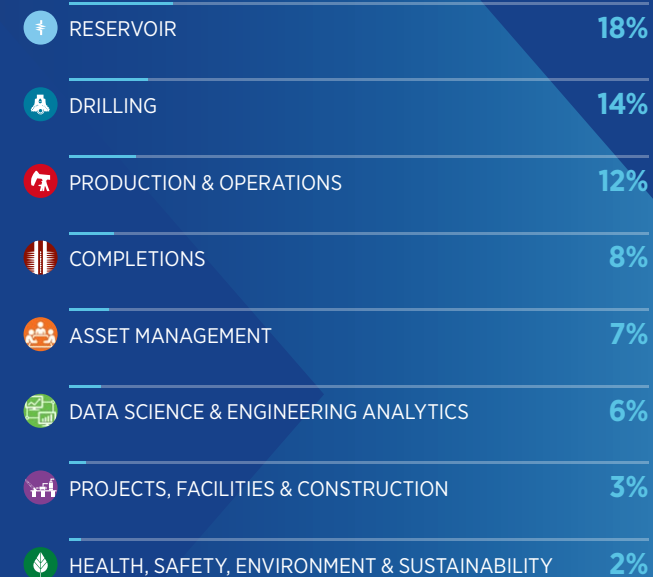 RESERVOIR 18%
DRILLING 14%
PRODUCTION & OPERATIONS 12%
COMPLETIONS 8%
ASSET MANAGEMENT 7%
DATA SCIENCE & ENGINEERING ANALYTICS 6%
PROJECTS, FACILITIES & CONSTRUCTION 3%
HEALTH, SAFETY, ENVIRONMENT & SUSTAINABILITY 2%